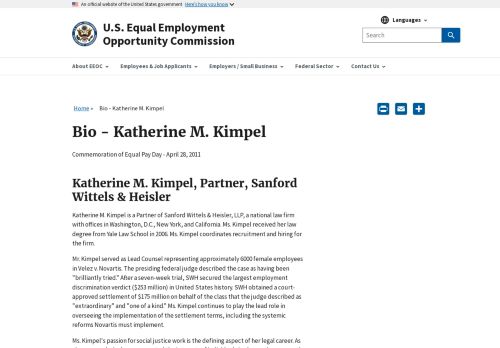 An official website of the United States government Here's how you know
U.S. Equal Employment
Opportunity Commission
Languages
Search
About EEOC
Employees & Job Applicants
Employers / Small Business
Federal Sector
Contact Us
Home » Bio - Katherine M. Kimpel
Bio - Katherine M. Kimpel
Commemoration of Equal Pay Day - April 28, 2011
Katherine M. Kimpel, Partner, Sanford
Wittels & Heisler
Katherine M. Kimpel is a Partner of Sanford Wittels & Heisler, LLP, a national law firm
with offices in Washington, D.C., New York, and California. Ms. Kimpel received her law
degree from Yale Law School in 2006. Ms. Kimpel coordinates recruitment and hiring for
the firm.
Mr. Kimpel served as Lead Counsel representing approximately 6000 female employees
in Velez v. Novartis. The presiding federal judge described the case as having been
"brilliantly tried." After a seven-week trial, SWH secured the largest employment
discrimination verdict ($253 million) in United States history. SWH obtained a court-
approved settlement of $175 million on behalf of the class that the judge described as
"extraordinary" and "one of a kind." Ms. Kimpel continues to play the lead role in
overseeing the implementation of the settlement terms, including the systemic
reforms Novartis must implement.
Ms. Kimpel's passion for social justice work is the defining aspect of her legal career. As